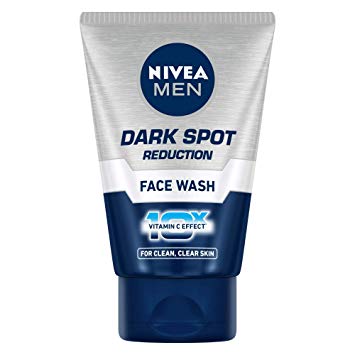 NIVEA
MEN
DARK SPOT
REDUCTION
FACE WASH
10X
VITAMIN C EFFECT*
FOR CLEAN, CLEAR SKIN